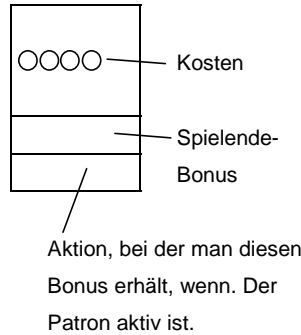 Kosten
Spielende-
Bonus
Aktion, bei der man diesen
Bonus erhält, wenn. Der
Patron aktiv ist.